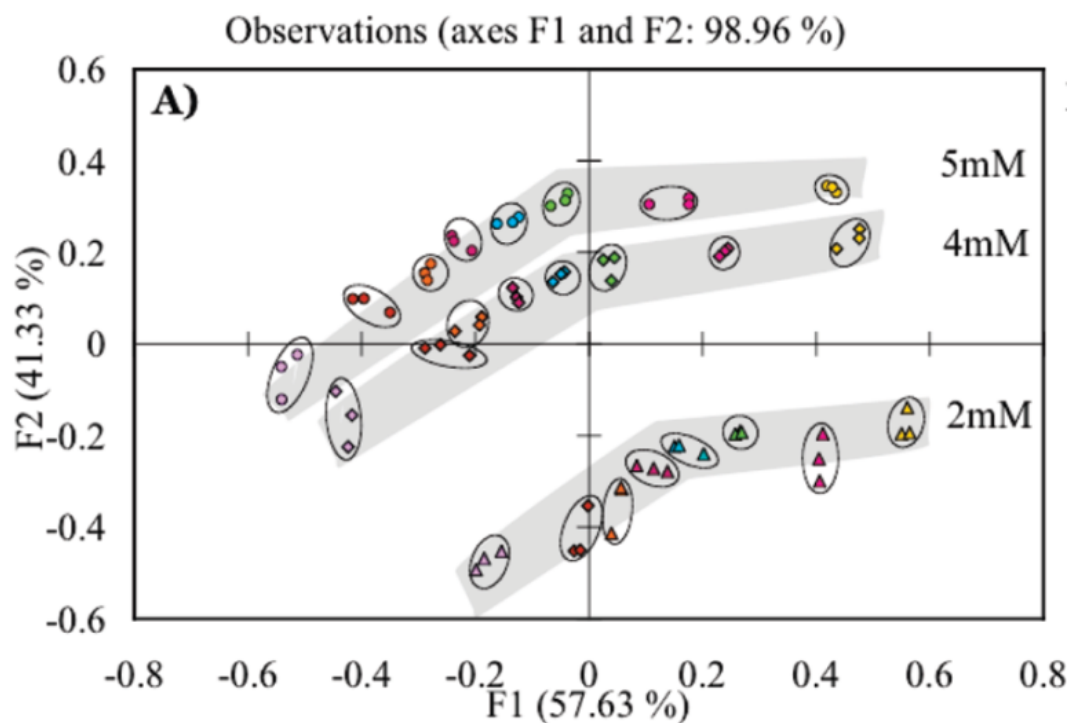 Observations (axes F1 and F2: 98.96 %)
A)
0.6
0.4
0.2
0
-0.2
-0.4
-0.6
F2 (41.33 %)
5mM
4mM
2mM
-0.8 -0.6 -0.4 -0.2 0 0.2 0.4 0.6 0.8
F1 (57.63 %)